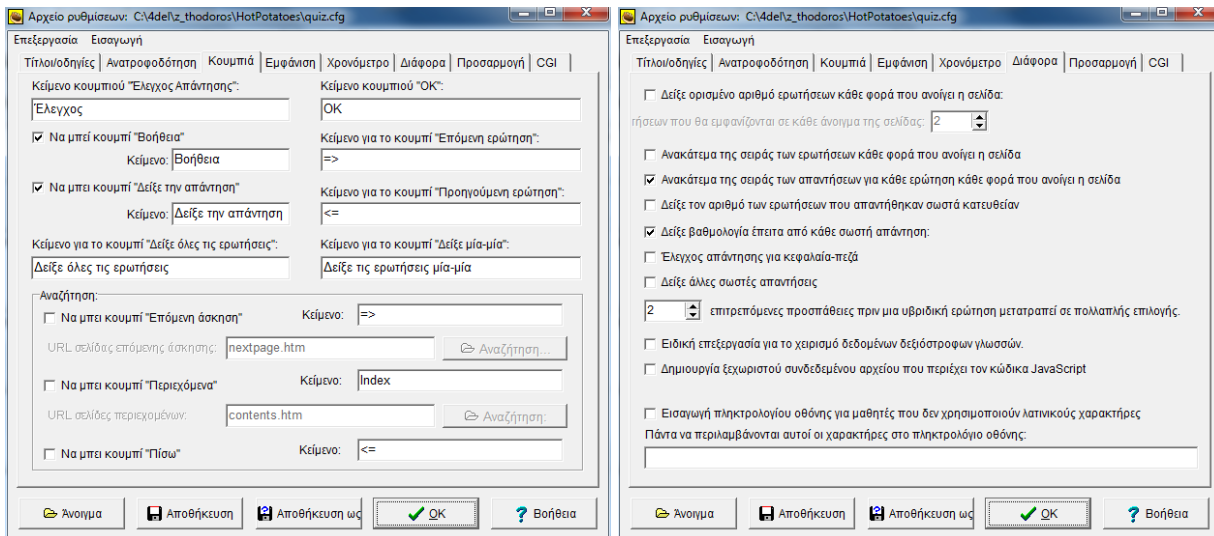 Αρχείο ρυθμίσεων: C:\4del\z_thodoros\HotPotatoes\quiz.cfg
Επεξεργασία Εισαγωγή
Τίτλοι/οδηγίες Ανατροφοδότηση Κουμπιά Εμφάνιση Χρονόμετρο Διάφορα Προσαρμογή CGI
Κείμενο κουμπιού "Έλεγχος Απάντησης": Κείμενο κουμπιού "ΟΚ":
Έλεγχος OK
Να μπεί κουμπί "Βοήθεια" Κείμενο για το κουμπί "Επόμενη ερώτηση":
Κείμενο: Βοήθεια =>
Να μπει κουμπί "Δείξε την απάντηση" Κείμενο για το κουμπί "Προηγούμενη ερώτηση":
Κείμενο: Δείξε την απάντηση <=
Κείμενο για το κουμπί "Δείξε όλες τις ερωτήσεις": Κείμενο για το κουμπί "Δείξε μία-μία":
Δείξε όλες τις ερωτήσεις Δείξε τις ερωτήσεις μία-μία
Αναζήτηση:
Να μπει κουμπί "Επόμενη άσκηση" Κείμενο: =>
URL σελίδας επόμενης άσκησης: nextpage.htm Αναζήτηση...
Να μπει κουμπί "Περιεχόμενα" Κείμενο: Index
URL σελίδες περιεχομένων: contents.htm Αναζήτηση:
Να μπει κουμπί "Πίσω" Κείμενο: <=
Άνοιγμα Αποθήκευση Αποθήκευση ως OK Βοήθεια
Αρχείο ρυθμίσεων: C:\4del\z_thodoros\HotPotatoes\quiz.cfg
Επεξεργασία Εισαγωγή
Τίτλοι/οδηγίες Ανατροφοδότηση Κουμπιά Εμφάνιση Χρονόμετρο Διάφορα Προσαρμογή CGI
Δείξε ορισμένο αριθμό ερωτήσεων κάθε φορά που ανοίγει η σελίδα:
τήσεων που θα εμφανίζονται σε κάθε άνοιγμα της σελίδας: 2
Ανακάτεμα της σειράς των ερωτήσεων κάθε φορά που ανοίγει η σελίδα
Ανακάτεμα της σειράς των απαντήσεων για κάθε ερώτηση κάθε φορά που ανοίγει η σελίδα
Δείξε τον αριθμό των ερωτήσεων που απαντήθηκαν σωστά κατευθείαν
Δείξε βαθμολογία έπειτα από κάθε σωστή απάντηση:
Έλεγχος απάντησης για κεφαλαία-πεζά
Δείξε άλλες σωστές απαντήσεις
2 επιτρεπόμενες προσπάθειες πριν μια υβριδική ερώτηση μετατραπεί σε πολλαπλής επιλογής.
Ειδική επεξεργασία για το χειρισμό δεδομένων δεξιόστροφων γλωσσών.
Δημιουργία ξεχωριστού συνδεδεμένου αρχείου που περιέχει τον κώδικα JavaScript
Εισαγωγή πληκτρολογίου οθόνης για μαθητές που δεν χρησιμοποιούν λατινικούς χαρακτήρες
Πάντα να περιλαμβάνονται αυτοί οι χαρακτήρες στο πληκτρολόγιο οθόνης:
Άνοιγμα Αποθήκευση Αποθήκευση ως OK Βοήθεια